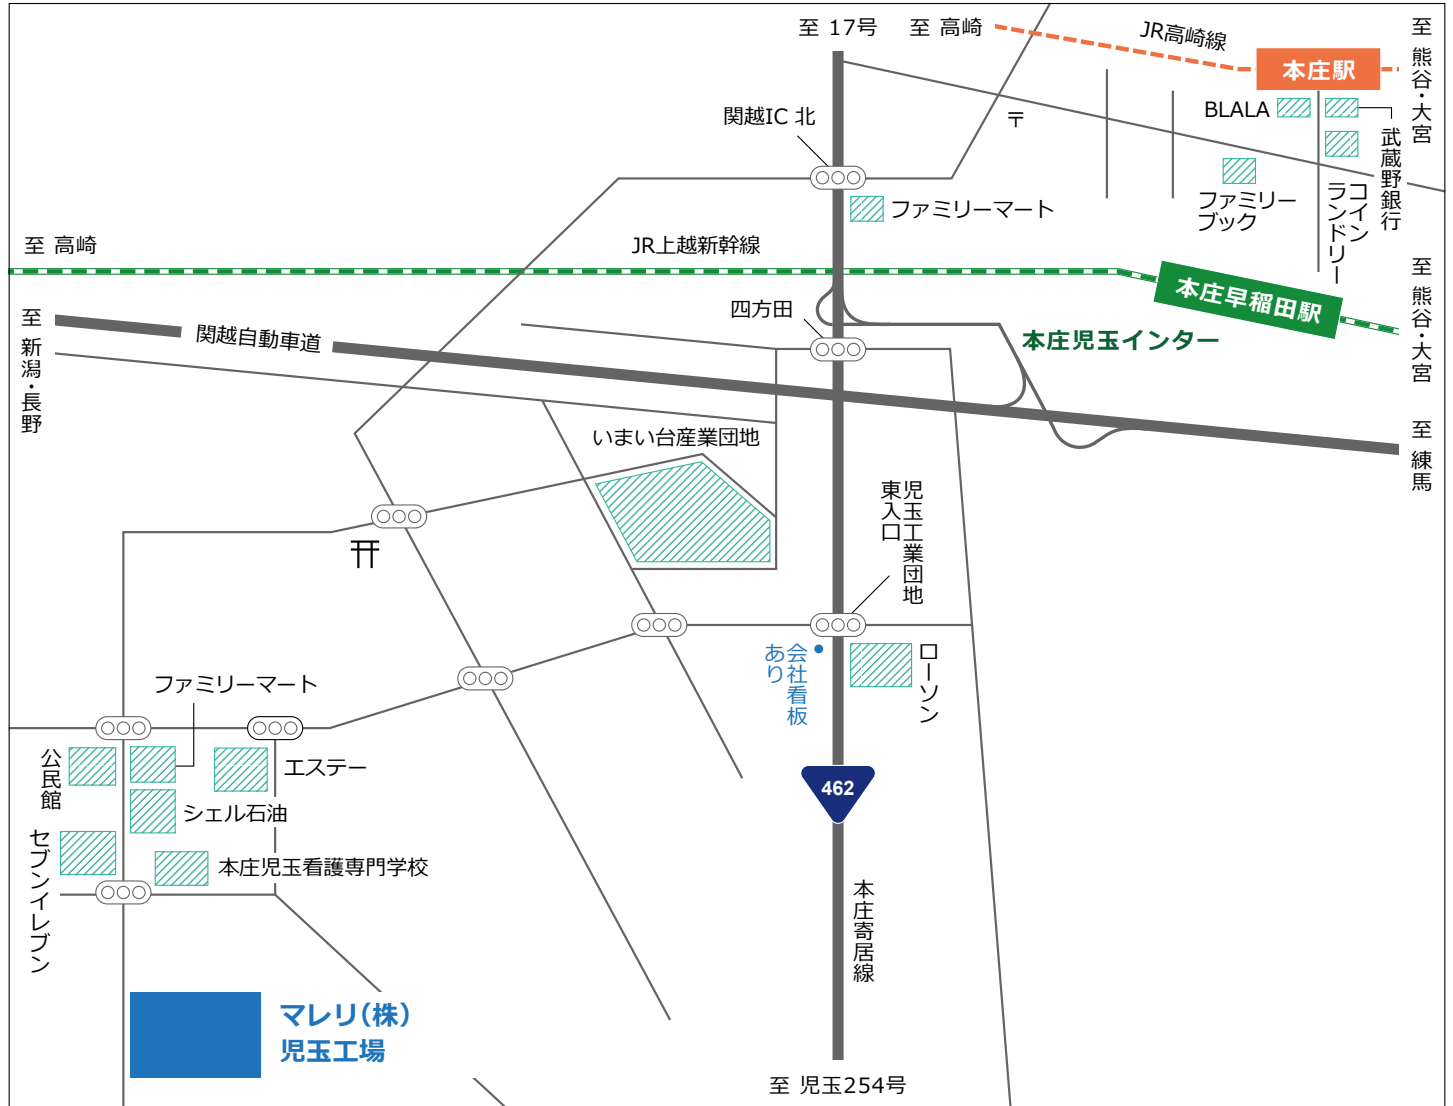 至 17号
至 高崎
JR高崎線
本庄駅
至 熊谷・大宮
関越IC 北
〒
BLALA
武蔵野銀行
ファミリーマート
ファミリー
ブック
コイン
ランドリー
至 高崎
JR上越新幹線
本庄早稲田駅
至 熊谷・大宮
至 新潟・長野
関越自動車道
四方田
本庄児玉インター
至 練馬
いまい台産業団地
児玉工業団地
東入口
会社看板
あり
ローソン
ファミリーマート
公民館
エステー
シェル石油
462
セブンイレブン
本庄児玉看護専門学校
本庄寄居線
マレリ(株)
児玉工場
至 児玉254号